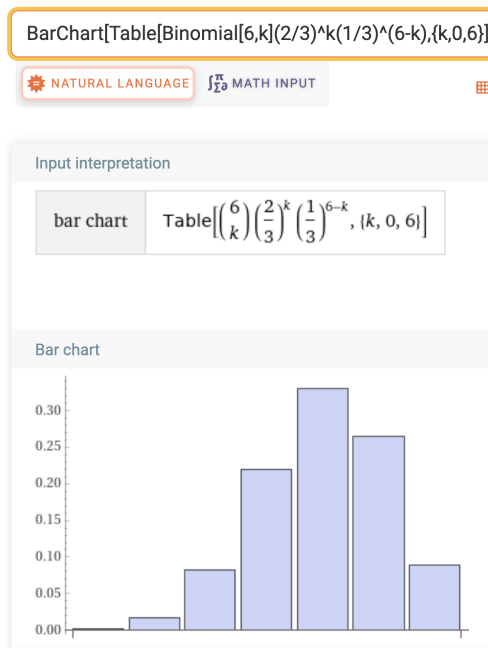 BarChart[Table[Binomial[6,k](2/3)^k(1/3)^(6-k),{k,0,6}]
NATURAL LANGUAGE ∫Σ∂π MATH INPUT
Input interpretation
bar chart Table[(6 k) (2/3)^k (1/3)^6−k, {k, 0, 6}]
Bar chart
0.30
0.25
0.20
0.15
0.10
0.05
0.00